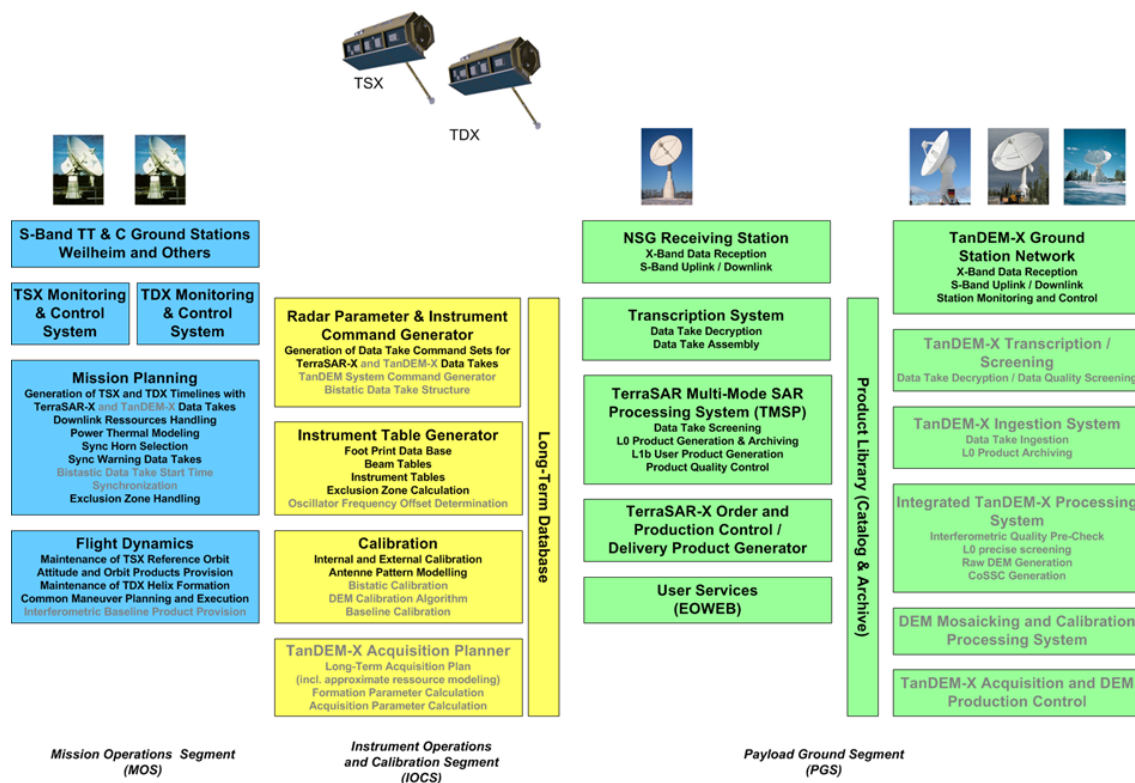 TSX
TDX
S-Band TT & C Ground Stations
Weilheim and Others
TSX Monitoring
& Control
System
TDX Monitoring
& Control
System
Mission Planning
Generation of TSX and TDX Timelines with
TerraSAR-X and TanDEM-X Data Takes
Downlink Ressources Handling
Power Thermal Modeling
Sync Horn Selection
Sync Warning Data Takes
Bistastic Data Take Start Time
Synchronization
Exclusion Zone Handling
Flight Dynamics
Maintenance of TSX Reference Orbit
Attitude and Orbit Products Provision
Maintenance of TDX Helix Formation
Common Maneuver Planning and Execution
Interferometric Baseline Product Provision
Mission Operations Segment
(MOS)
Radar Parameter & Instrument
Command Generator
Generation of Data Take Command Sets for
TerraSAR-X and TanDEM-X Data Takes
TanDEM System Command Generator
Bistatic Data Take Structure
Instrument Table Generator
Foot Print Data Base
Beam Tables
Instrument Tables
Exclusion Zone Calculation
Oscillator Frequency Offset Determination
Calibration
Internal and External Calibration
Antenne Pattern Modelling
Bistatic Calibration
DEM Calibration Algorithm
Baseline Calibration
TanDEM-X Acquisition Planner
Long-Term Acquisition Plan
(incl. approximate ressource modeling)
Formation Parameter Calculation
Acquisition Parameter Calculation
Long-Term Database
Instrument Operations
and Calibration Segment
(IOCS)
NSG Receiving Station
X-Band Data Reception
S-Band Uplink / Downlink
Transcription System
Data Take Decryption
Data Take Assembly
TerraSAR Multi-Mode SAR
Processing System (TMSP)
Data Take Screening
L0 Product Generation & Archiving
L1b User Product Generation
Product Quality Control
TerraSAR-X Order and
Production Control /
Delivery Product Generator
User Services
(EOWEB)
Product Library (Catalog & Archive)
TanDEM-X Ground
Station Network
X-Band Data Reception
S-Band Uplink / Downlink
Station Monitoring and Control
TanDEM-X Transcription /
Screening
Data Take Decryption / Data Quality Screening
TanDEM-X Ingestion System
Data Take Ingestion
L0 Product Archiving
Integrated TanDEM-X Processing
System
Interferometric Quality Pre-Check
L0 precise screening
Raw DEM Generation
CoSSC Generation
DEM Mosaicking and Calibration
Processing System
TanDEM-X Acquisition and DEM
Production Control
Payload Ground Segment
(PGS)